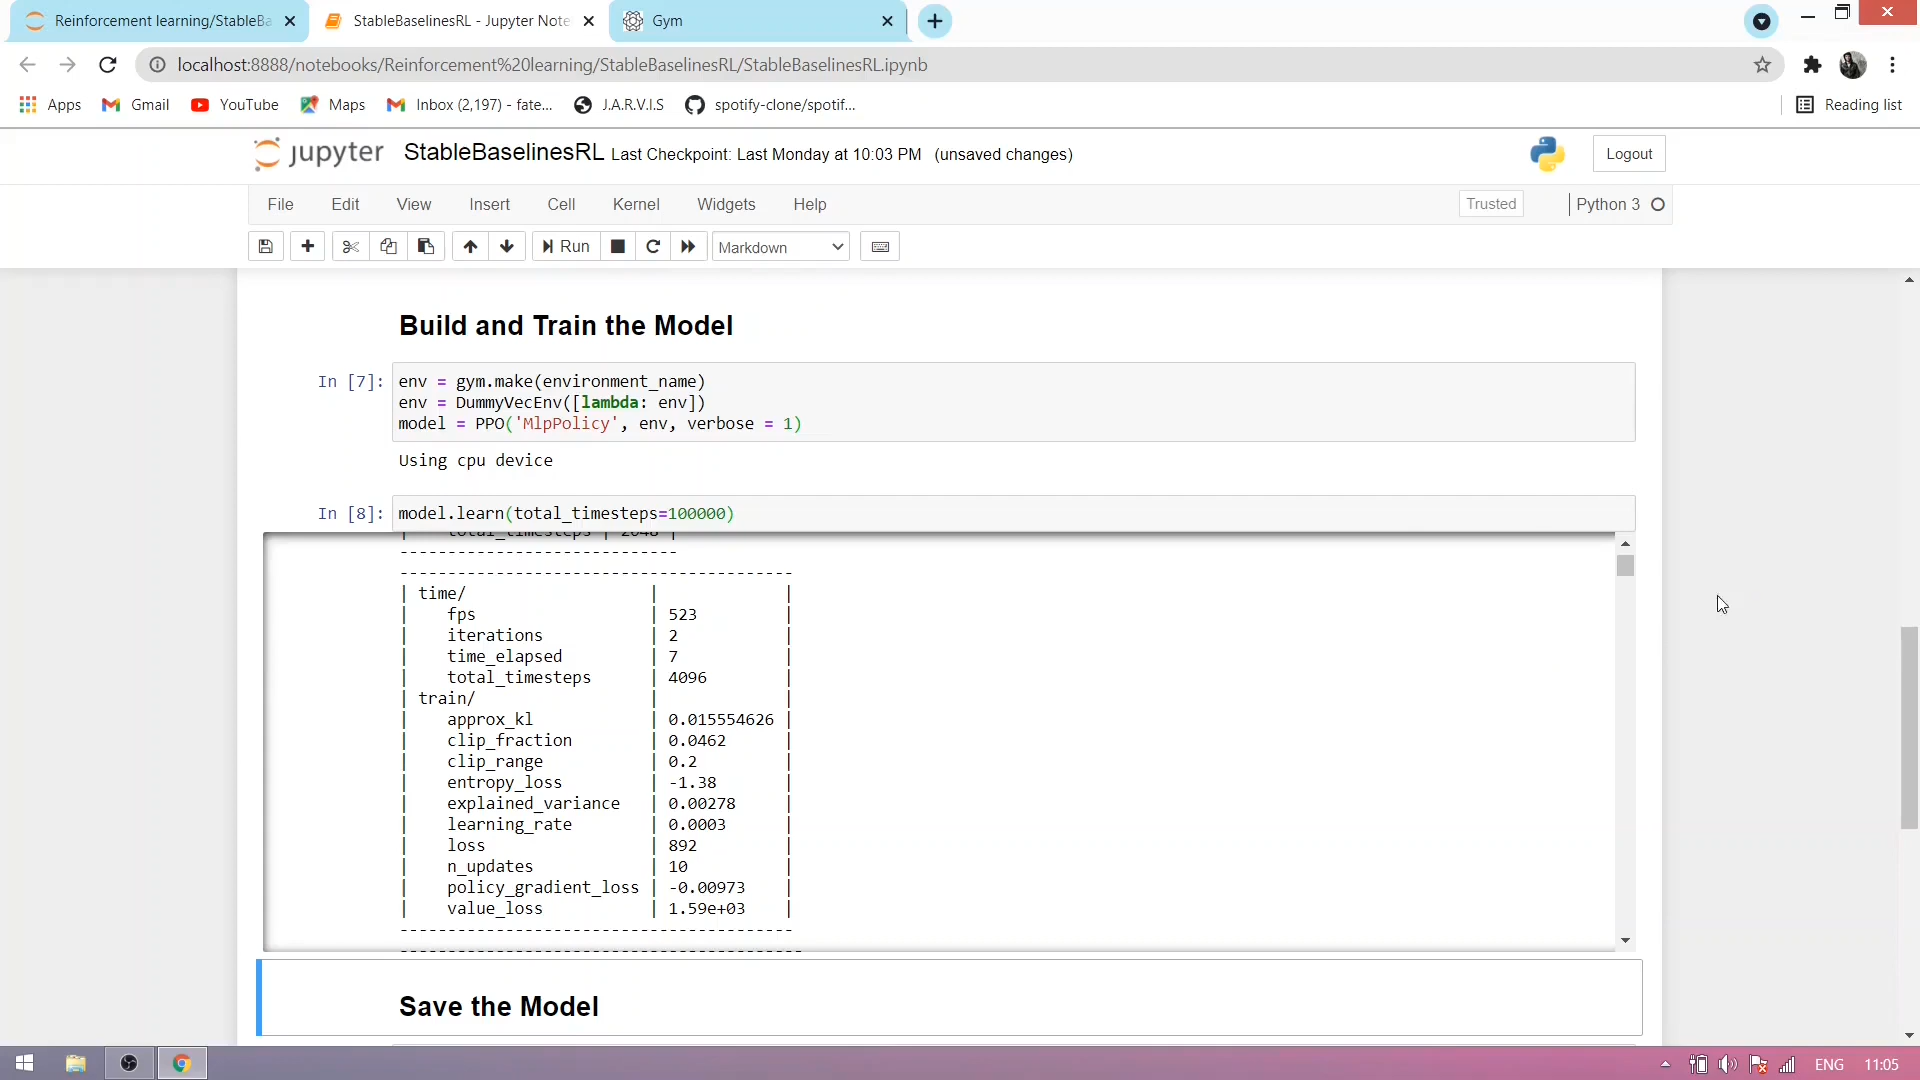 Reinforcement learning/StableBa
StableBaselinesRL - Jupyter Note
Gym
localhost:8888/notebooks/Reinforcement%20learning/StableBaselinesRL/StableBaselinesRL.ipynb
Apps
Gmail
YouTube
Maps
Inbox (2,197) - fate...
J.A.R.V.I.S
spotify-clone/spotif...
Reading list
jupyter StableBaselinesRL Last Checkpoint: Last Monday at 10:03 PM (unsaved changes)
Logout
File Edit View Insert Cell Kernel Widgets Help
Trusted
Python 3
Run
Markdown
Build and Train the Model
In [7]: env = gym.make(environment_name)
env = DummyVecEnv([lambda: env])
model = PPO('MlpPolicy', env, verbose = 1)
Using cpu device
In [8]: model.learn(total_timesteps=100000)
| total_timesteps | 2048 |
-----------------------------
-----------------------------------------
| time/ | |
| fps | 523 |
| iterations | 2 |
| time_elapsed | 7 |
| total_timesteps | 4096 |
| train/ | |
| approx_kl | 0.015554626 |
| clip_fraction | 0.0462 |
| clip_range | 0.2 |
| entropy_loss | -1.38 |
| explained_variance | 0.00278 |
| learning_rate | 0.0003 |
| loss | 892 |
| n_updates | 10 |
| policy_gradient_loss | -0.00973 |
| value_loss | 1.59e+03 |
-----------------------------------------
------------------------------------------
Save the Model
ENG 11:05